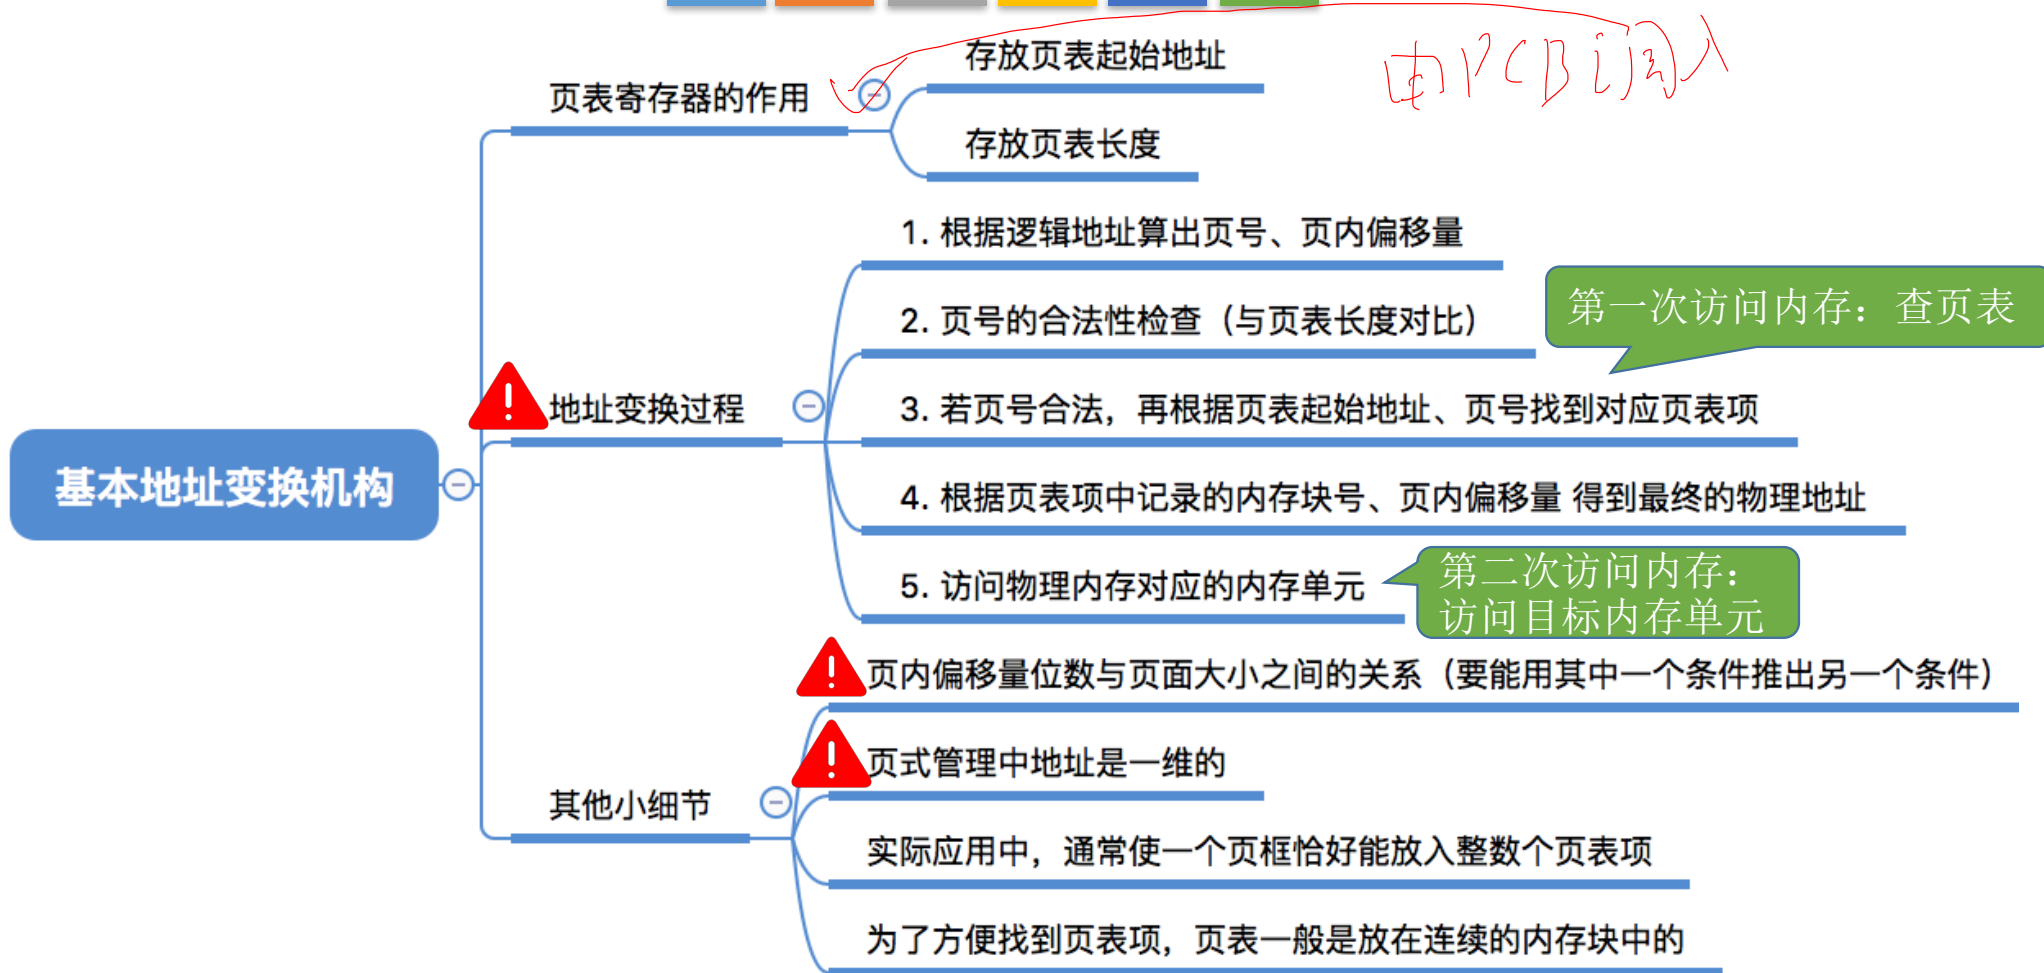 由PCB调入
页表寄存器的作用
存放页表起始地址
存放页表长度
基本地址变换机构
地址变换过程
1. 根据逻辑地址算出页号、页内偏移量
2. 页号的合法性检查（与页表长度对比）
第一次访问内存：查页表
3. 若页号合法，再根据页表起始地址、页号找到对应页表项
4. 根据页表项中记录的内存块号、页内偏移量 得到最终的物理地址
5. 访问物理内存对应的内存单元
第二次访问内存：
访问目标内存单元
其他小细节
页内偏移量位数与页面大小之间的关系（要能用其中一个条件推出另一个条件）
页式管理中地址是一维的
实际应用中，通常使一个页框恰好能放入整数个页表项
为了方便找到页表项，页表一般是放在连续的内存块中的